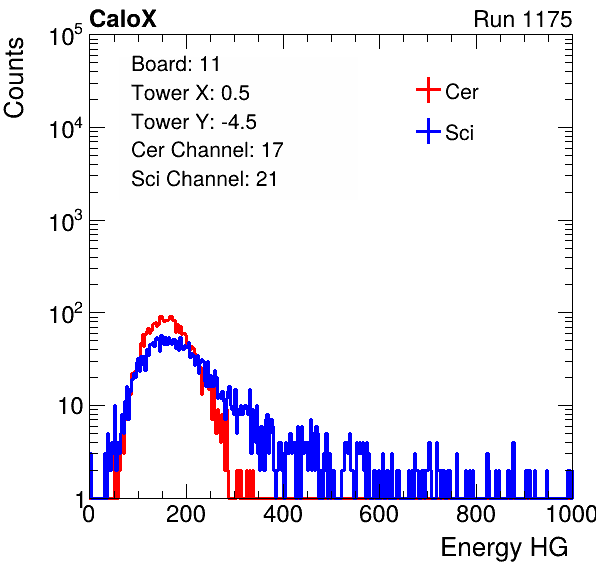 CaloX Run 1175
Counts
10^5
10^4
10^3
10^2
10
1
Board: 11
Tower X: 0.5
Tower Y: -4.5
Cer Channel: 17
Sci Channel: 21
Cer
Sci
0 200 400 600 800 1000
Energy HG